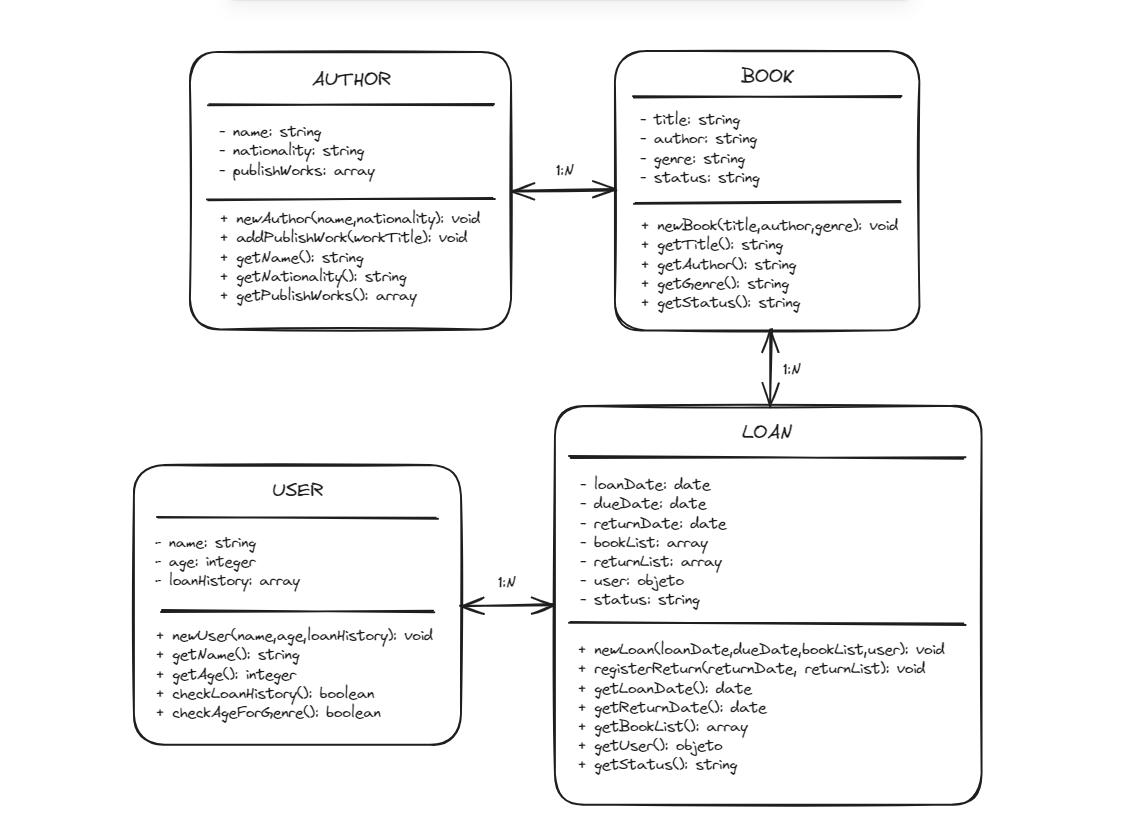 AUTHOR
- name: string
- nationality: string
- publishWorks: array
+ newAuthor(name,nationality): void
+ addPublishWork(workTitle): void
+ getName(): string
+ getNationality(): string
+ getPublishWorks(): array
1:N
BOOK
- title: string
- author: string
- genre: string
- status: string
+ newBook(title,author,genre): void
+ getTitle(): string
+ getAuthor(): string
+ getGenre(): string
+ getStatus(): string
1:N
USER
- name: string
- age: integer
- loanHistory: array
+ newUser(name,age,loanHistory): void
+ getName(): string
+ getAge(): integer
+ checkLoanHistory(): boolean
+ checkAgeForGenre(): boolean
1:N
LOAN
- loanDate: date
- dueDate: date
- returnDate: date
- bookList: array
- returnList: array
- user: objeto
- status: string
+ newLoan(loanDate,dueDate,bookList,user): void
+ registerReturn(returnDate, returnList): void
+ getLoanDate(): date
+ getReturnDate(): date
+ getBookList(): array
+ getUser(): objeto
+ getStatus(): string